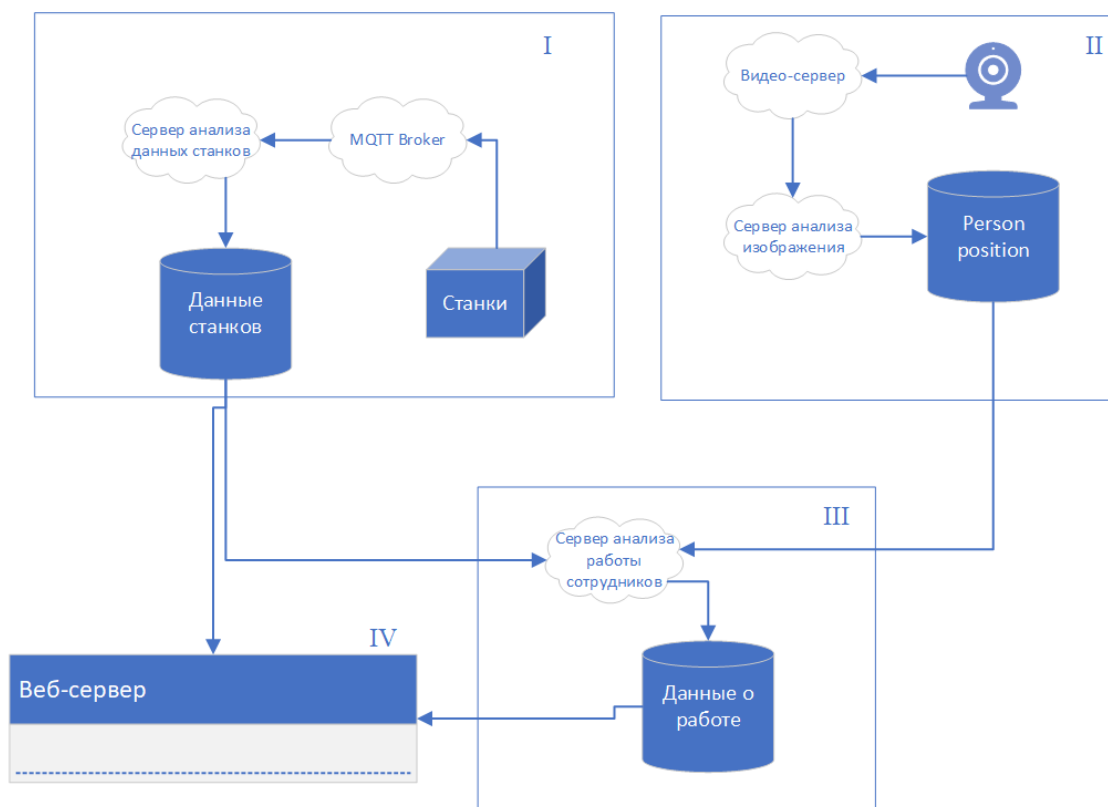 I
Сервер анализа
данных станков
MQTT Broker
Данные
станков
Станки
II
Видео-сервер
Сервер анализа
изображения
Person
position
III
Сервер анализа
работы
сотрудников
Данные о
работе
IV
Веб-сервер